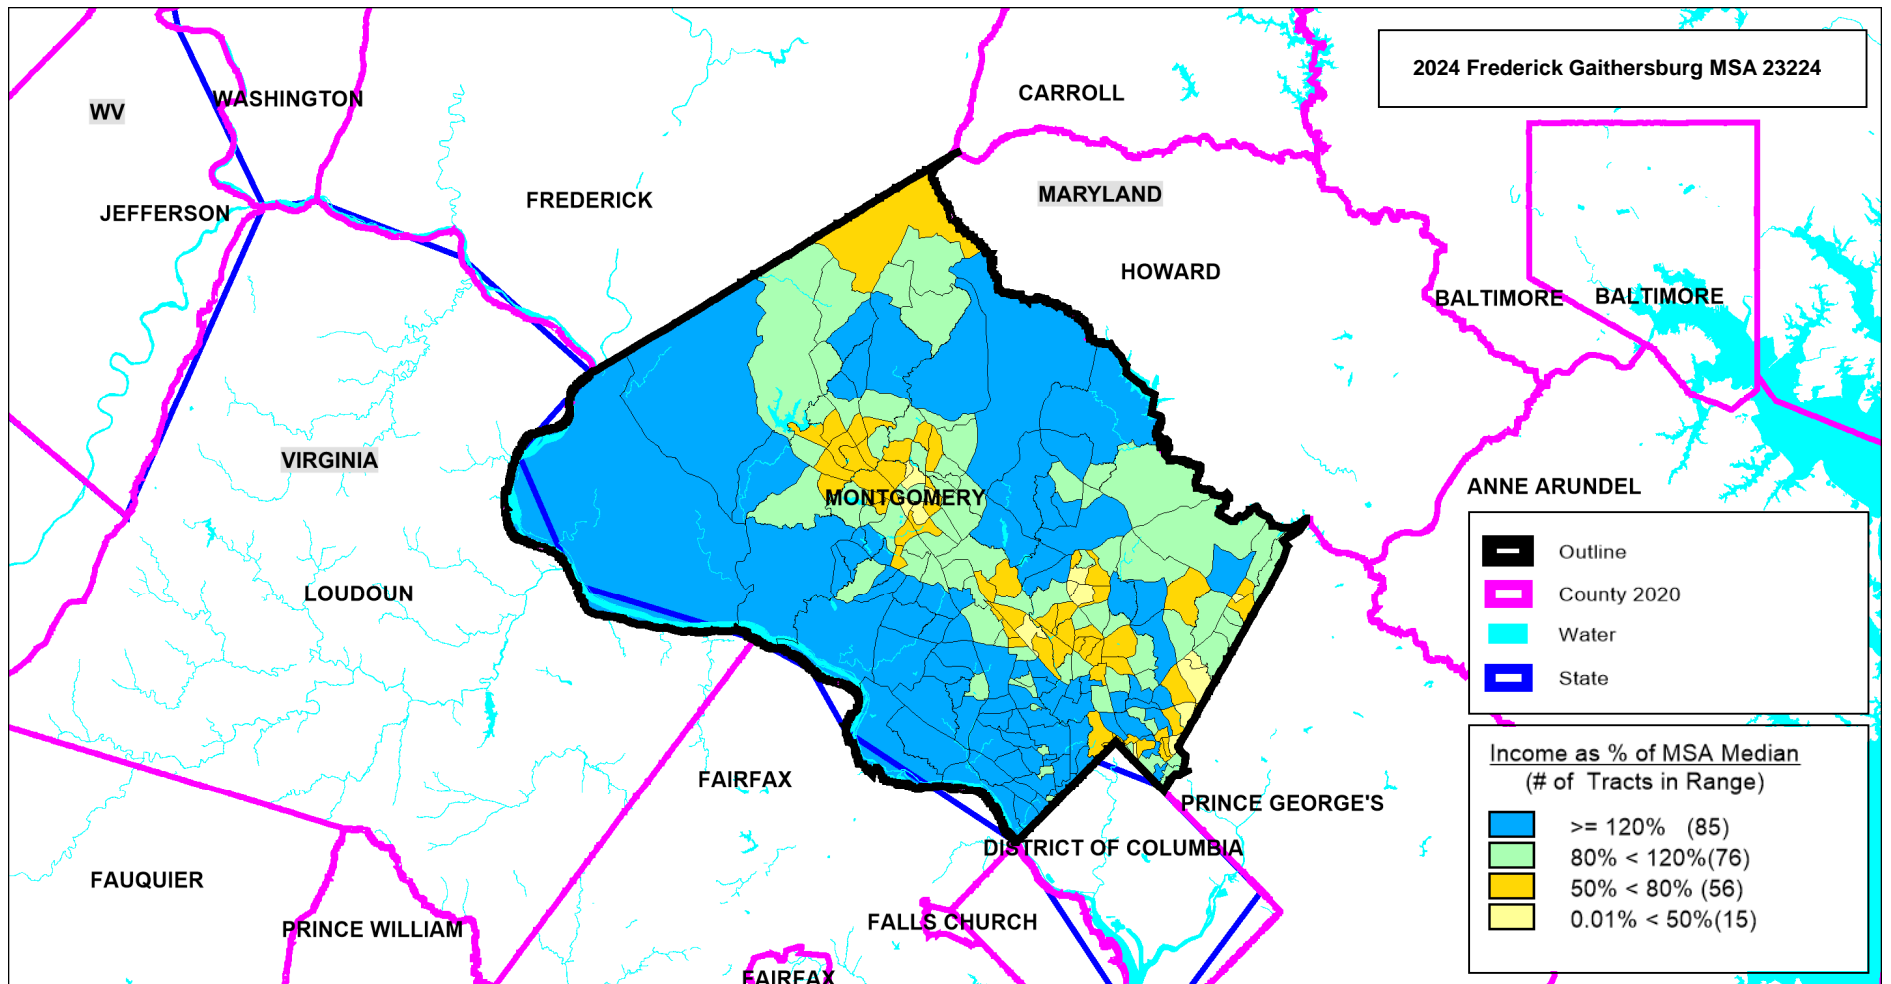 2024 Frederick Gaithersburg MSA 23224
CARROLL
WASHINGTON
WV
MARYLAND
FREDERICK
JEFFERSON
HOWARD
BALTIMORE
BALTIMORE
VIRGINIA
ANNE ARUNDEL
MONTGOMERY
LOUDOUN
Outline
County 2020
Water
State
FAIRFAX
PRINCE GEORGE'S
DISTRICT OF COLUMBIA
FAUQUIER
FALLS CHURCH
PRINCE WILLIAM
FAIRFAX
Income as % of MSA Median
(# of Tracts in Range)
>= 120% (85)
80% < 120%(76)
50% < 80% (56)
0.01% < 50%(15)